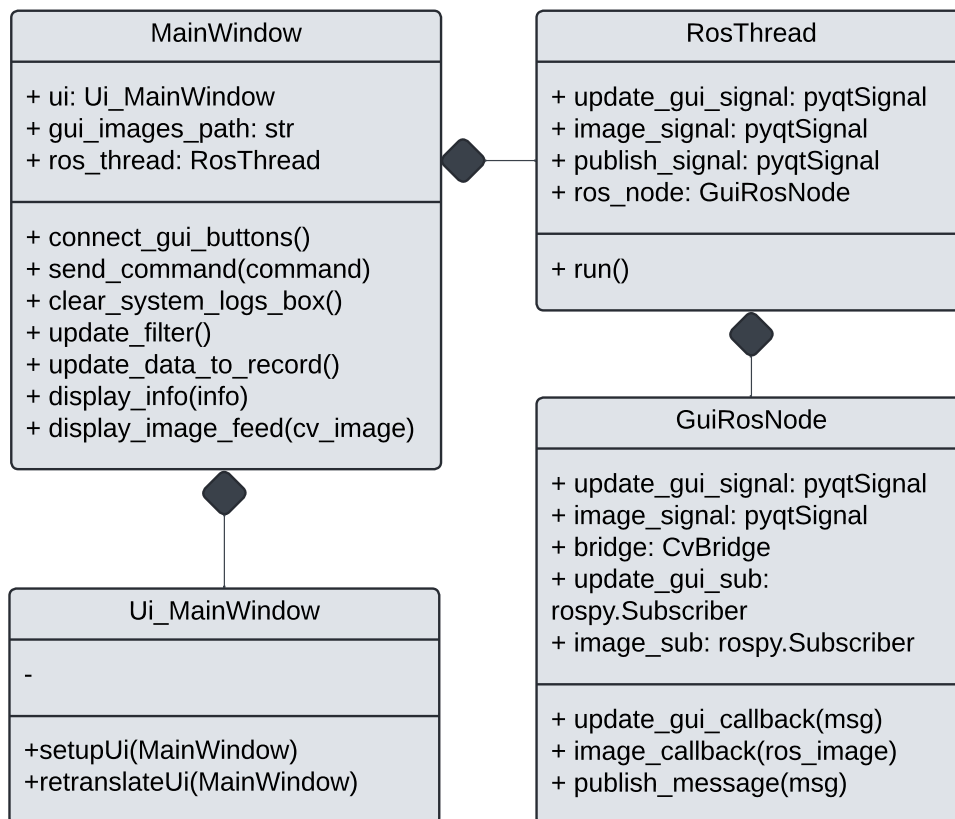 MainWindow
+ ui: Ui_MainWindow
+ gui_images_path: str
+ ros_thread: RosThread
+ connect_gui_buttons()
+ send_command(command)
+ clear_system_logs_box()
+ update_filter()
+ update_data_to_record()
+ display_info(info)
+ display_image_feed(cv_image)
RosThread
+ update_gui_signal: pyqtSignal
+ image_signal: pyqtSignal
+ publish_signal: pyqtSignal
+ ros_node: GuiRosNode
+ run()
Ui_MainWindow
-
+setupUi(MainWindow)
+retranslateUi(MainWindow)
GuiRosNode
+ update_gui_signal: pyqtSignal
+ image_signal: pyqtSignal
+ bridge: CvBridge
+ update_gui_sub:
rospy.Subscriber
+ image_sub: rospy.Subscriber
+ update_gui_callback(msg)
+ image_callback(ros_image)
+ publish_message(msg)